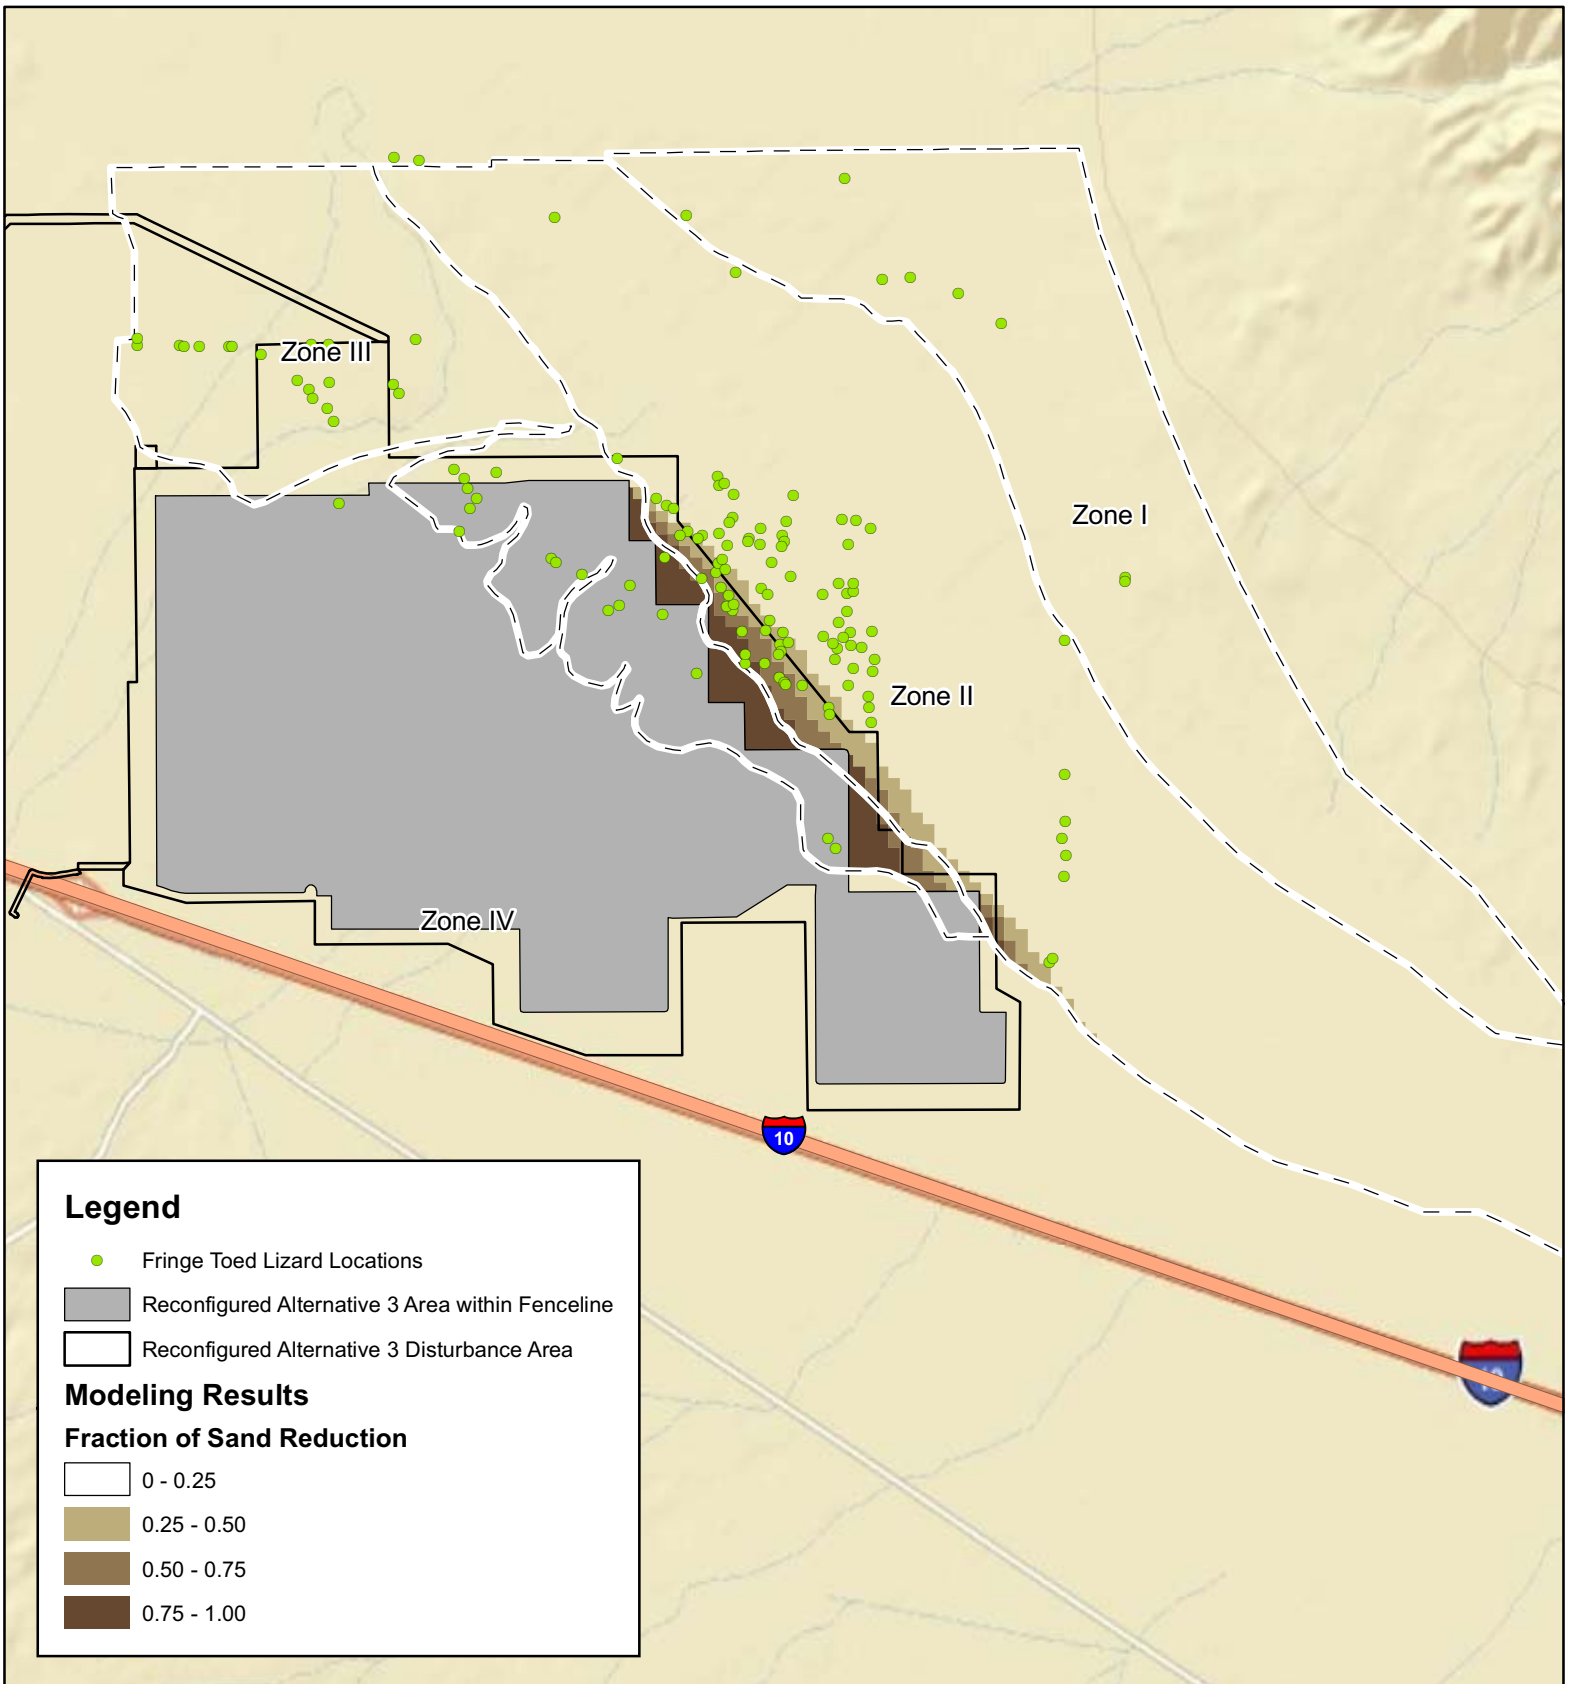 Zone III
Zone I
Zone II
Zone IV
10
Legend
Fringe Toed Lizard Locations
Reconfigured Alternative 3 Area within Fenceline
Reconfigured Alternative 3 Disturbance Area
Modeling Results
Fraction of Sand Reduction
0 - 0.25
0.25 - 0.50
0.50 - 0.75
0.75 - 1.00